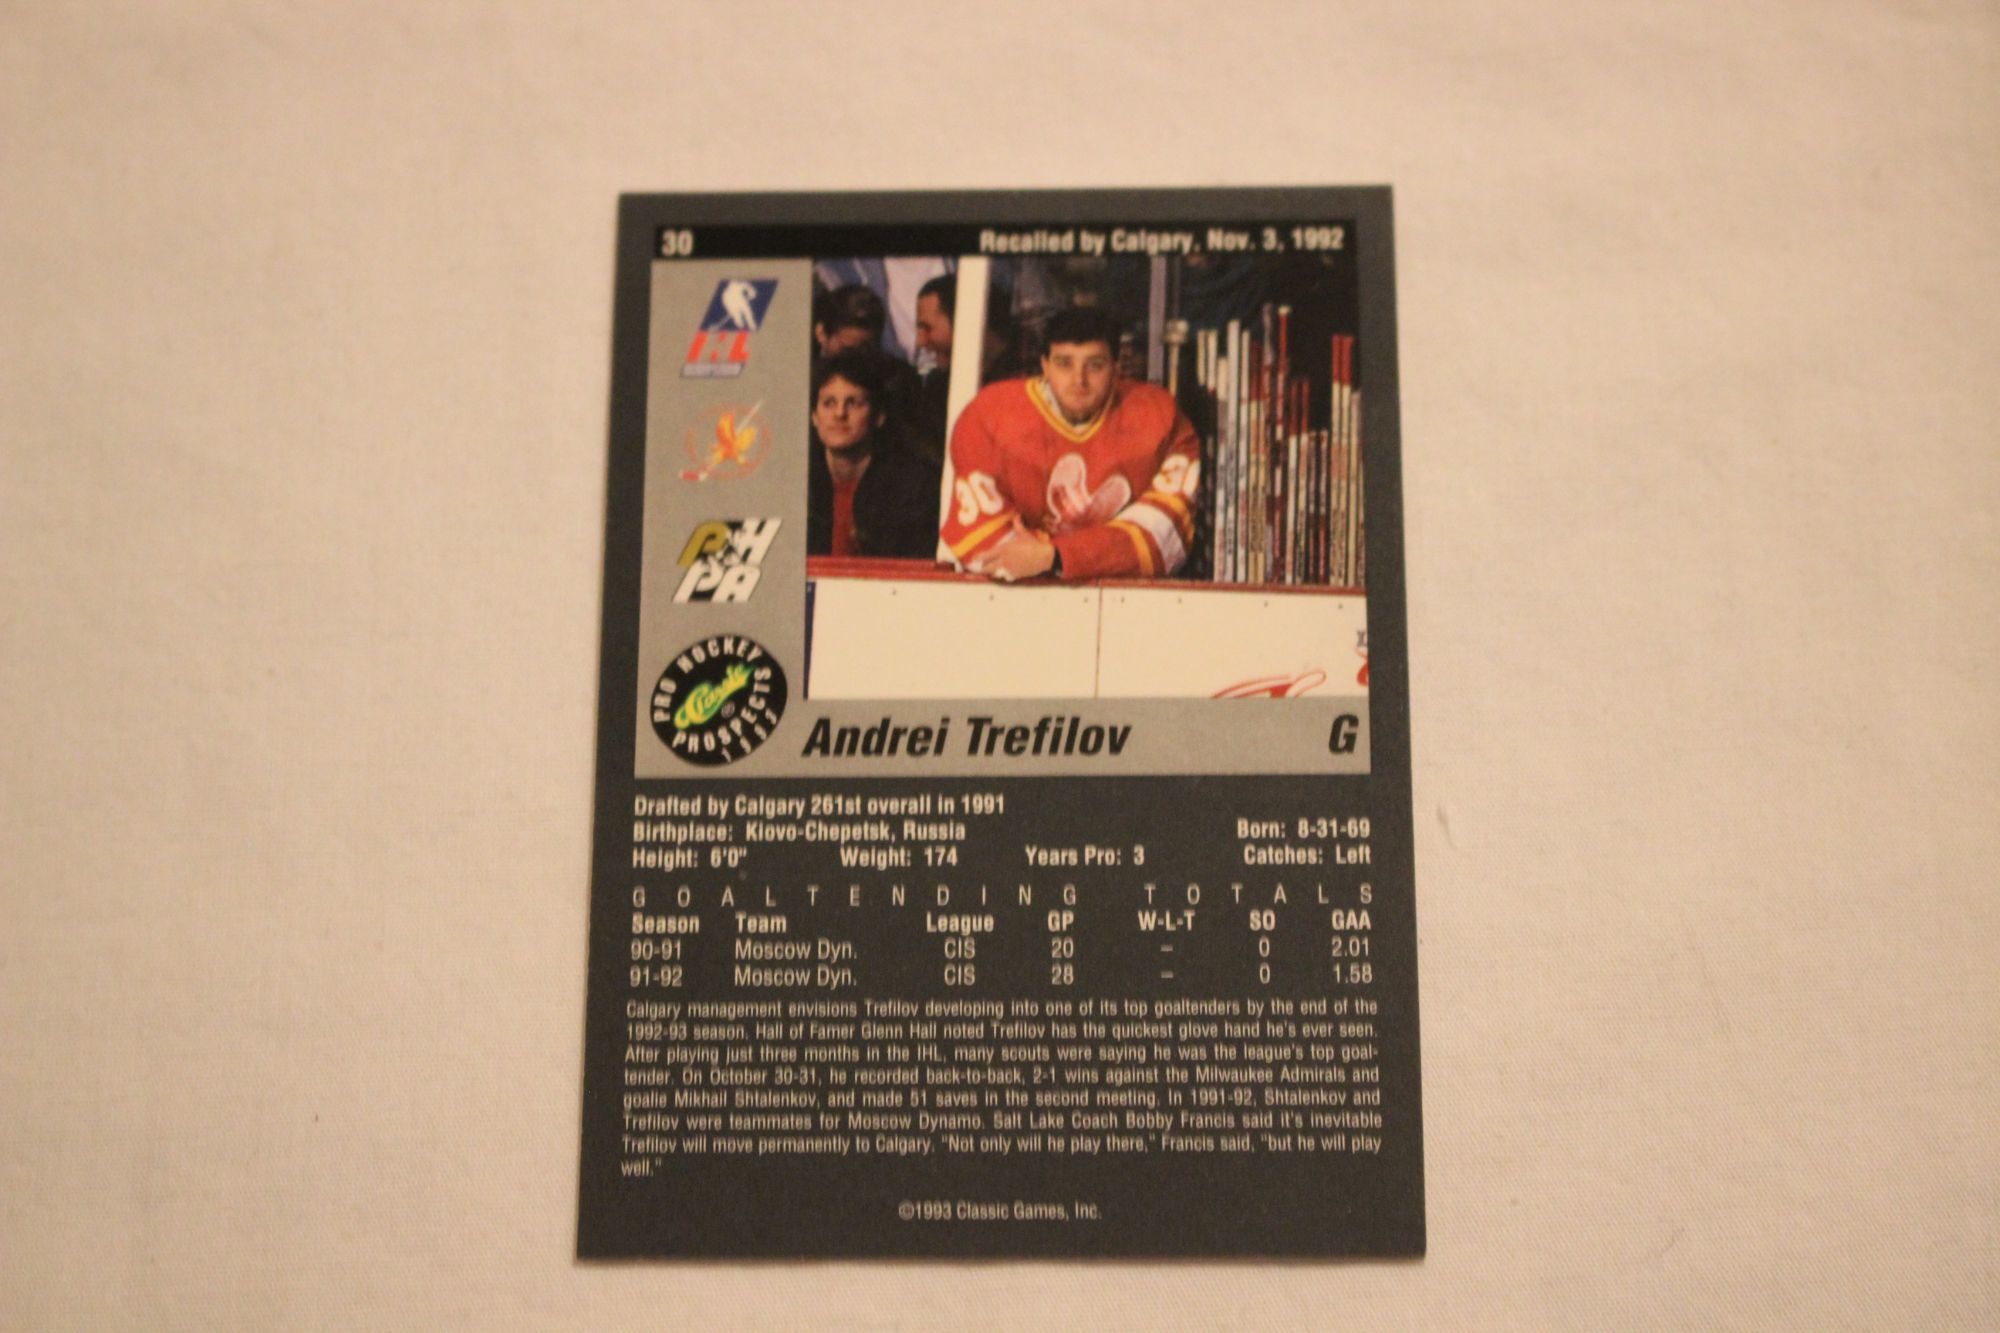 30 Recalled by Calgary, Nov. 3, 1992
IHL
PHPA
30 30
PRO HOCKEY PROSPECTS 1993
Classic
Andrei Trefilov G
Drafted by Calgary 261st overall in 1991
Birthplace: Kiovo-Chepetsk, Russia Born: 8-31-69
Height: 6'0" Weight: 174 Years Pro: 3 Catches: Left
GOALTENDING TOTALS
Season Team League GP W-L-T SO GAA
90-91 Moscow Dyn. CIS 20 – 0 2.01
91-92 Moscow Dyn. CIS 28 – 0 1.58
Calgary management envisions Trefilov developing into one of its top goaltenders by the end of the
1992-93 season. Hall of Famer Glenn Hall noted Trefilov has the quickest glove hand he's ever seen.
After playing just three months in the IHL, many scouts were saying he was the league's top goal-
tender. On October 30-31, he recorded back-to-back, 2-1 wins against the Milwaukee Admirals and
goalie Mikhail Shtalenkov, and made 51 saves in the second meeting. In 1991-92, Shtalenkov and
Trefilov were teammates for Moscow Dynamo. Salt Lake Coach Bobby Francis said it's inevitable
Trefilov will move permanently to Calgary. "Not only will he play there," Francis said, "but he will play
well."
©1993 Classic Games, Inc.